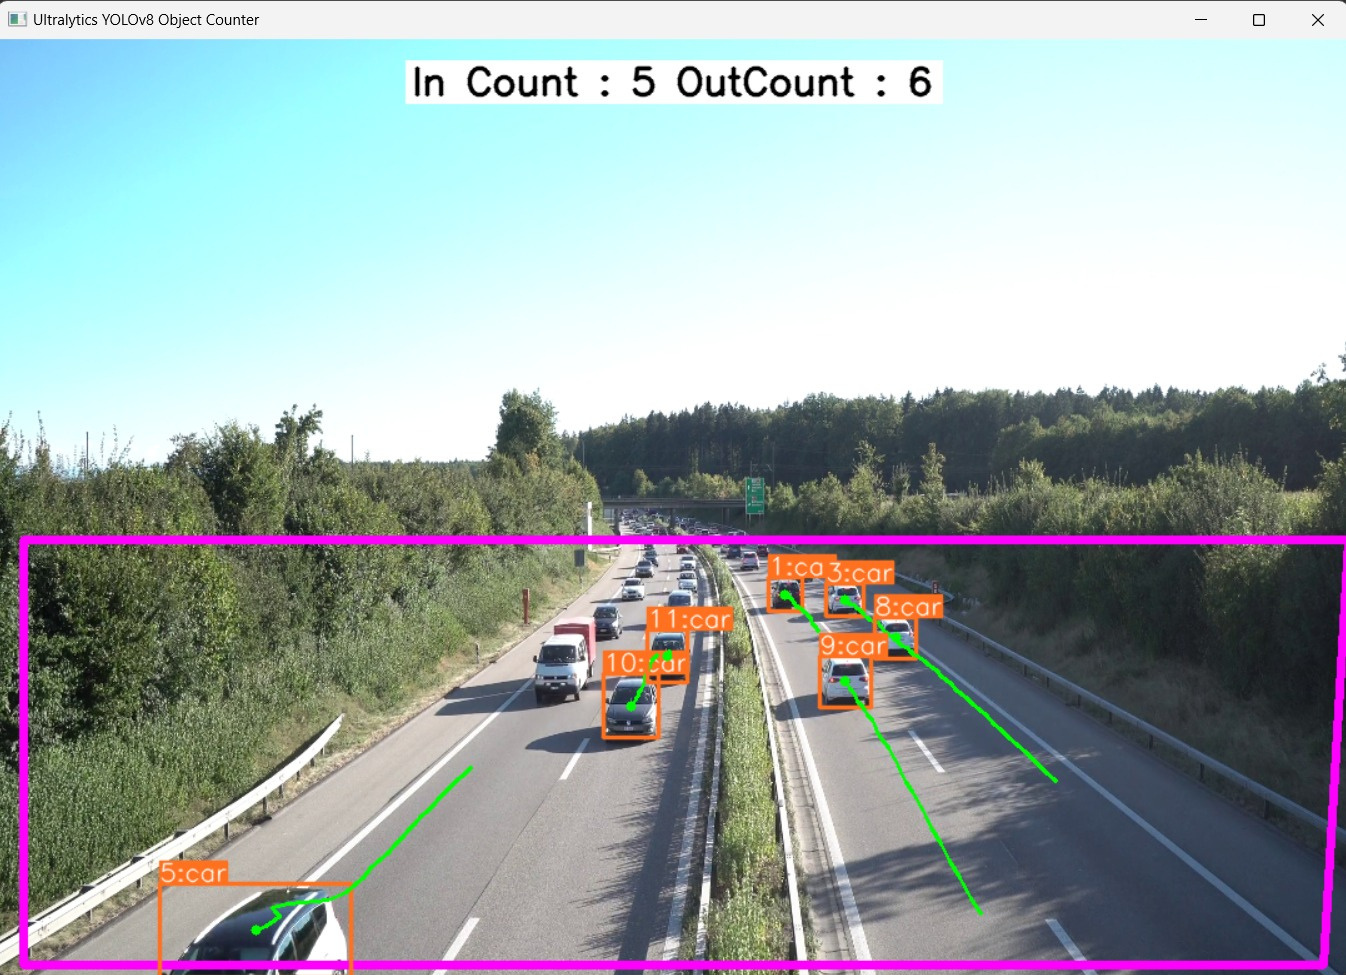 Ultralytics YOLOv8 Object Counter
In Count : 5 OutCount : 6
1:ca
3:car
8:car
11:car
9:car
10:car
5:car